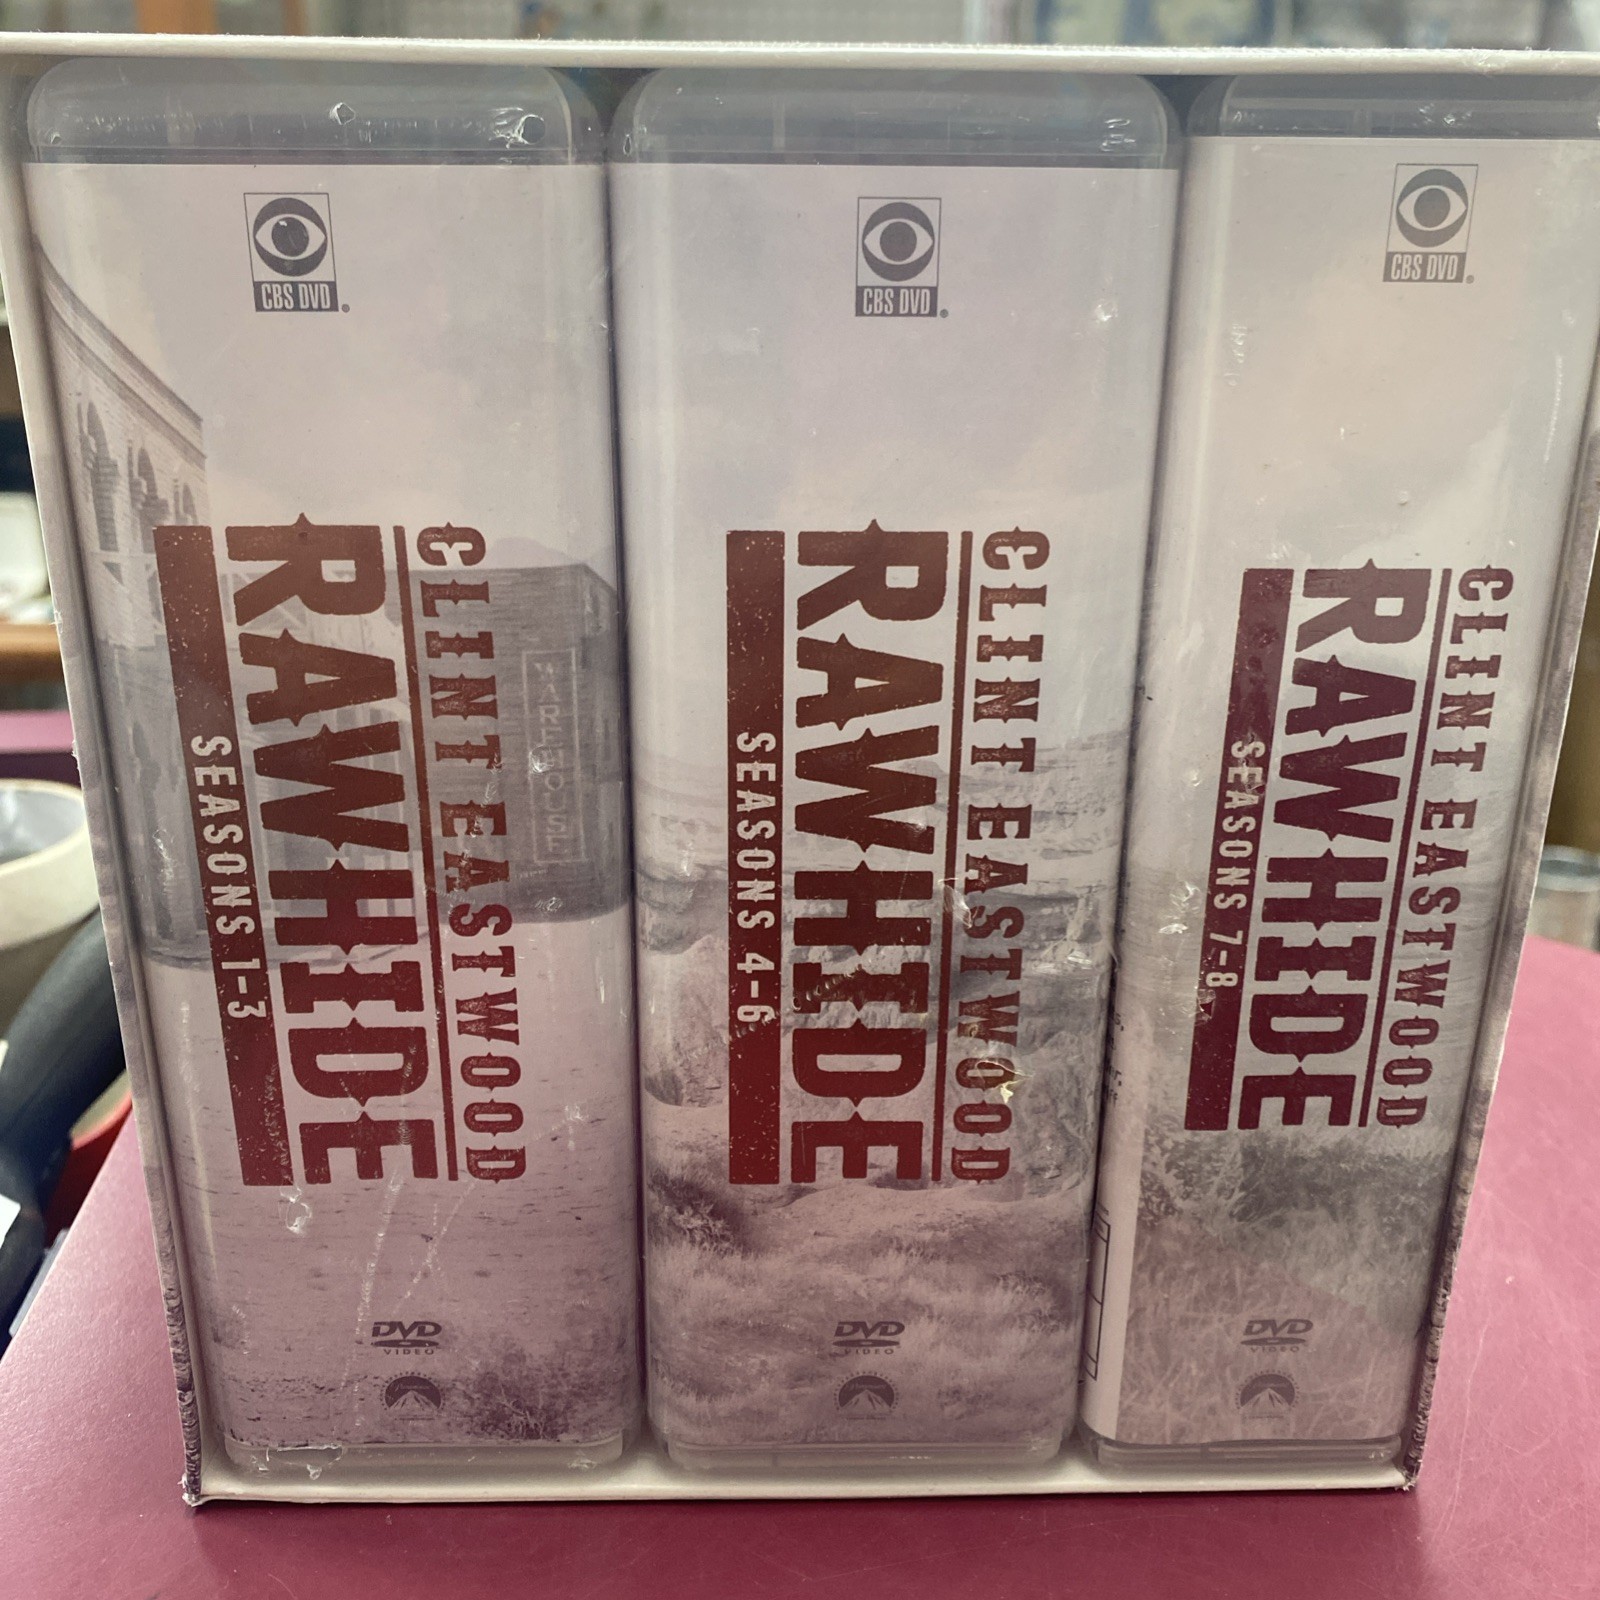 CBS DVD
CLINT EASTWOOD
RAWHIDE
SEASONS 1-3
WAREHOUSE
DVD
VIDEO
CBS DVD
CLINT EASTWOOD
RAWHIDE
SEASONS 4-6
DVD
VIDEO
CBS DVD
CLINT EASTWOOD
RAWHIDE
SEASONS 7-8
DVD
VIDEO